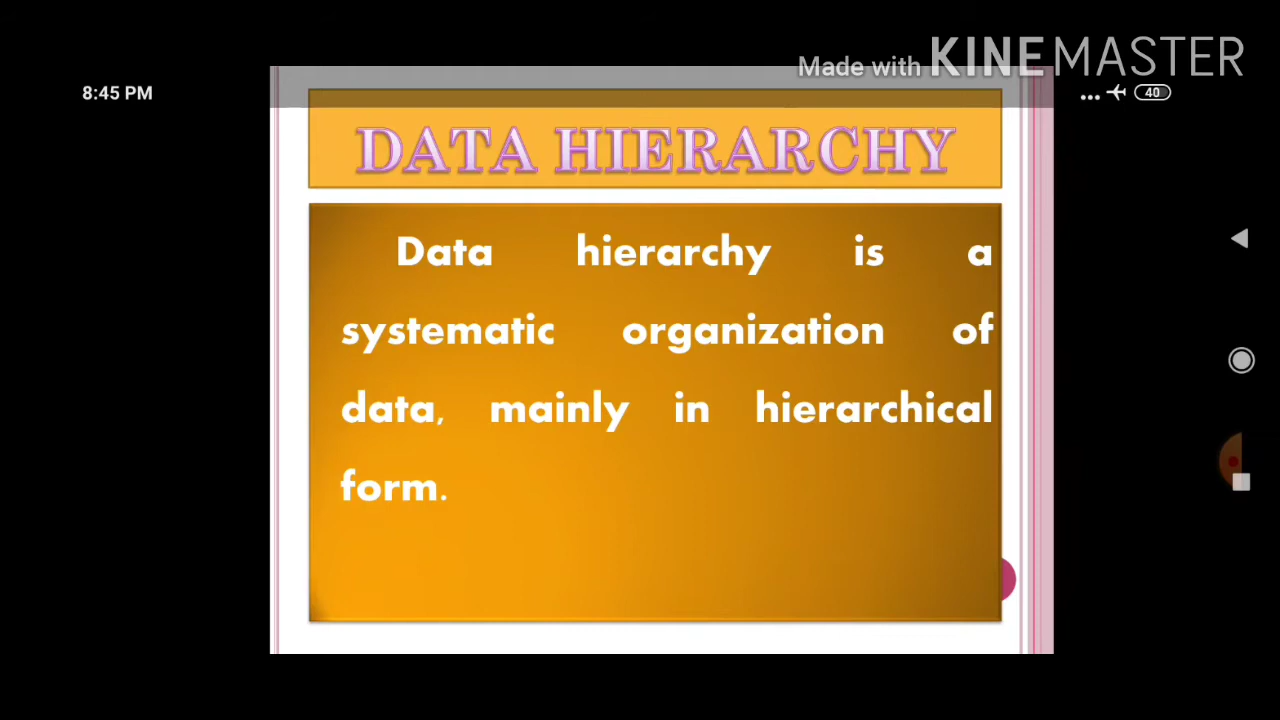 Made with KINEMASTER
8:45 PM
... 40
DATA HIERARCHY
Data hierarchy is a
systematic organization of
data, mainly in hierarchical
form.